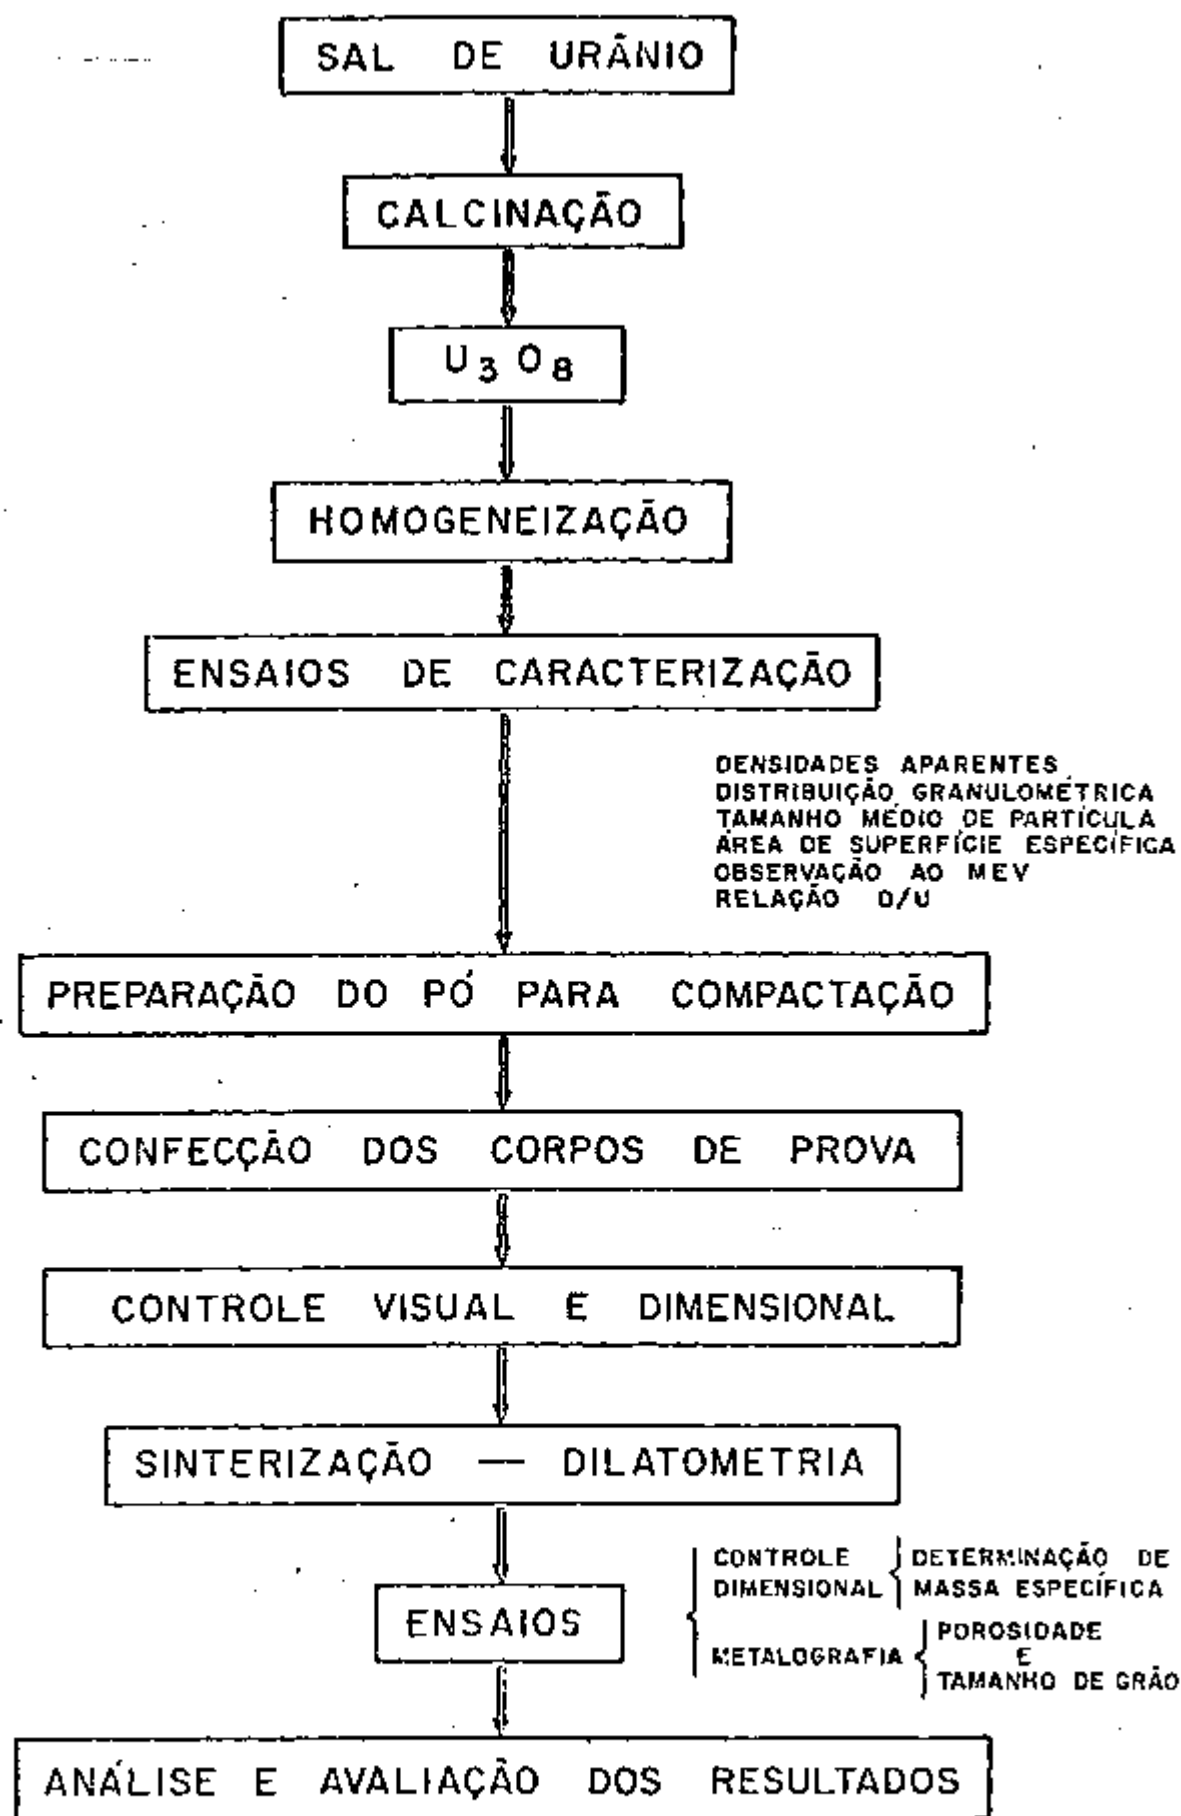 SAL DE URÂNIO
CALCINAÇÃO
U3O8
HOMOGENEIZAÇÃO
ENSAIOS DE CARACTERIZAÇÃO
DENSIDADES APARENTES
DISTRIBUIÇÃO GRANULOMÉTRICA
TAMANHO MÉDIO DE PARTÍCULA
ÁREA DE SUPERFÍCIE ESPECÍFICA
OBSERVAÇÃO AO MEV
RELAÇÃO O/U
PREPARAÇÃO DO PÓ PARA COMPACTAÇÃO
CONFECÇÃO DOS CORPOS DE PROVA
CONTROLE VISUAL E DIMENSIONAL
SINTERIZAÇÃO — DILATOMETRIA
ENSAIOS
CONTROLE
DIMENSIONAL
DETERMINAÇÃO DE
MASSA ESPECÍFICA
METALOGRAFIA
POROSIDADE
E
TAMANHO DE GRÃO
ANÁLISE E AVALIAÇÃO DOS RESULTADOS